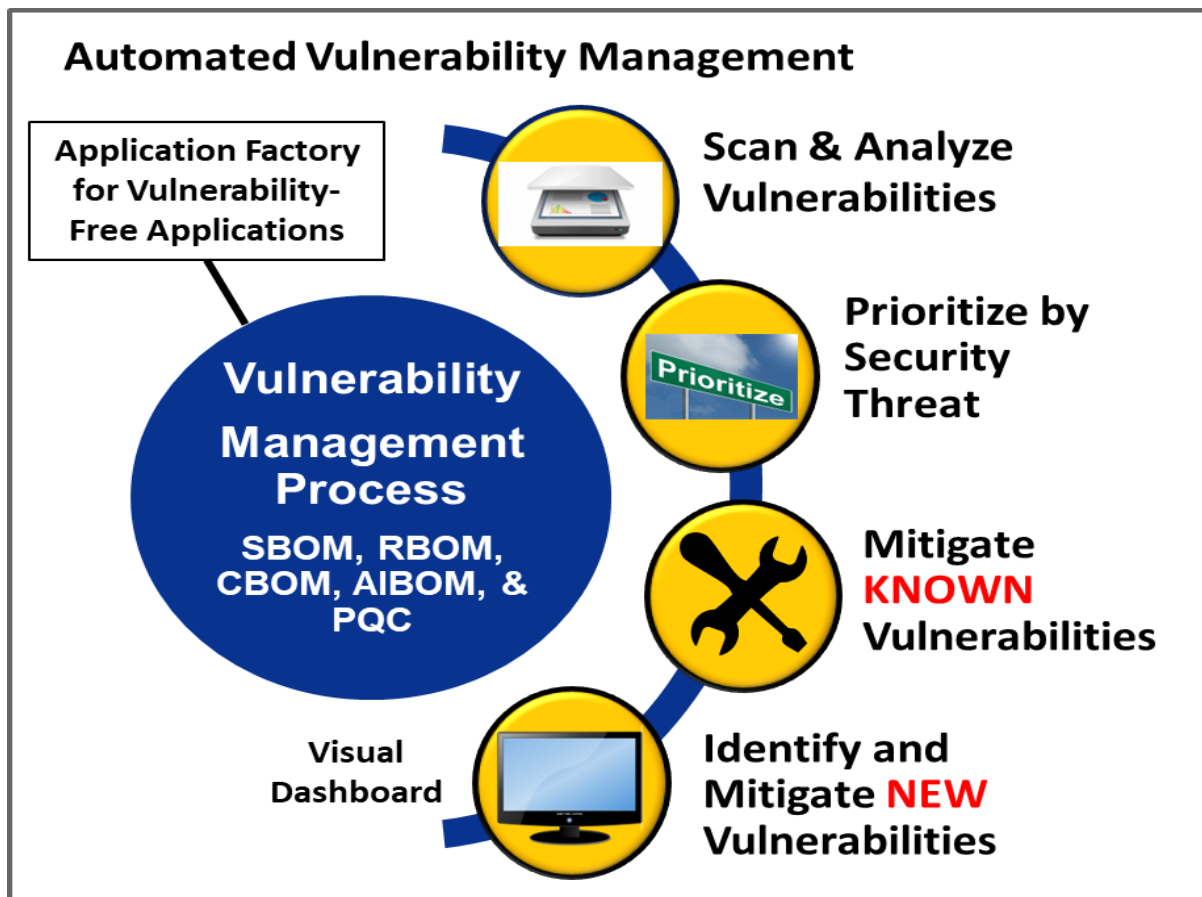 Automated Vulnerability Management
Application Factory
for Vulnerability-
Free Applications
Scan & Analyze
Vulnerabilities
Prioritize
Prioritize by
Security
Threat
Vulnerability
Management
Process
SBOM, RBOM,
CBOM, AIBOM, &
PQC
Mitigate
KNOWN
Vulnerabilities
Visual
Dashboard
Identify and
Mitigate NEW
Vulnerabilities